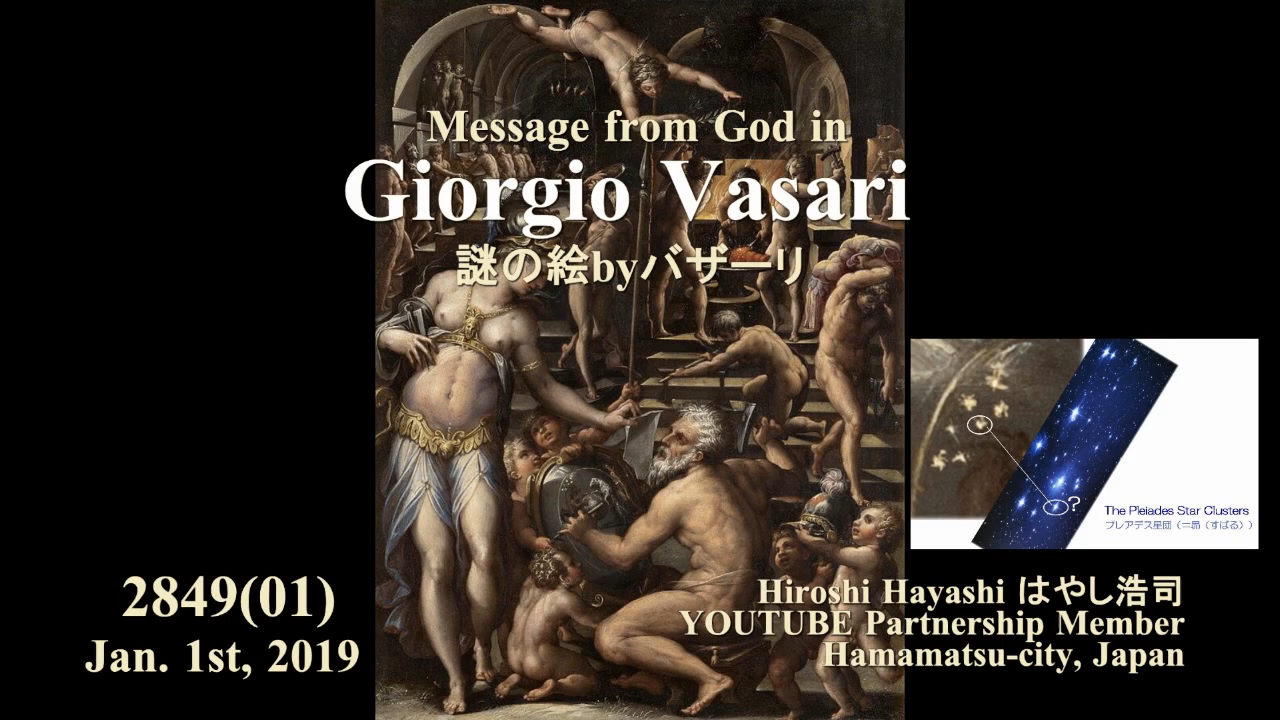 Message from God in
Giorgio Vasari
謎の絵byバザーリ
?
The Pleiades Star Clusters
プレアデス星団（＝昴（すばる））
2849(01)
Jan. 1st, 2019
Hiroshi Hayashi はやし浩司
YOUTUBE Partnership Member
Hamamatsu-city, Japan